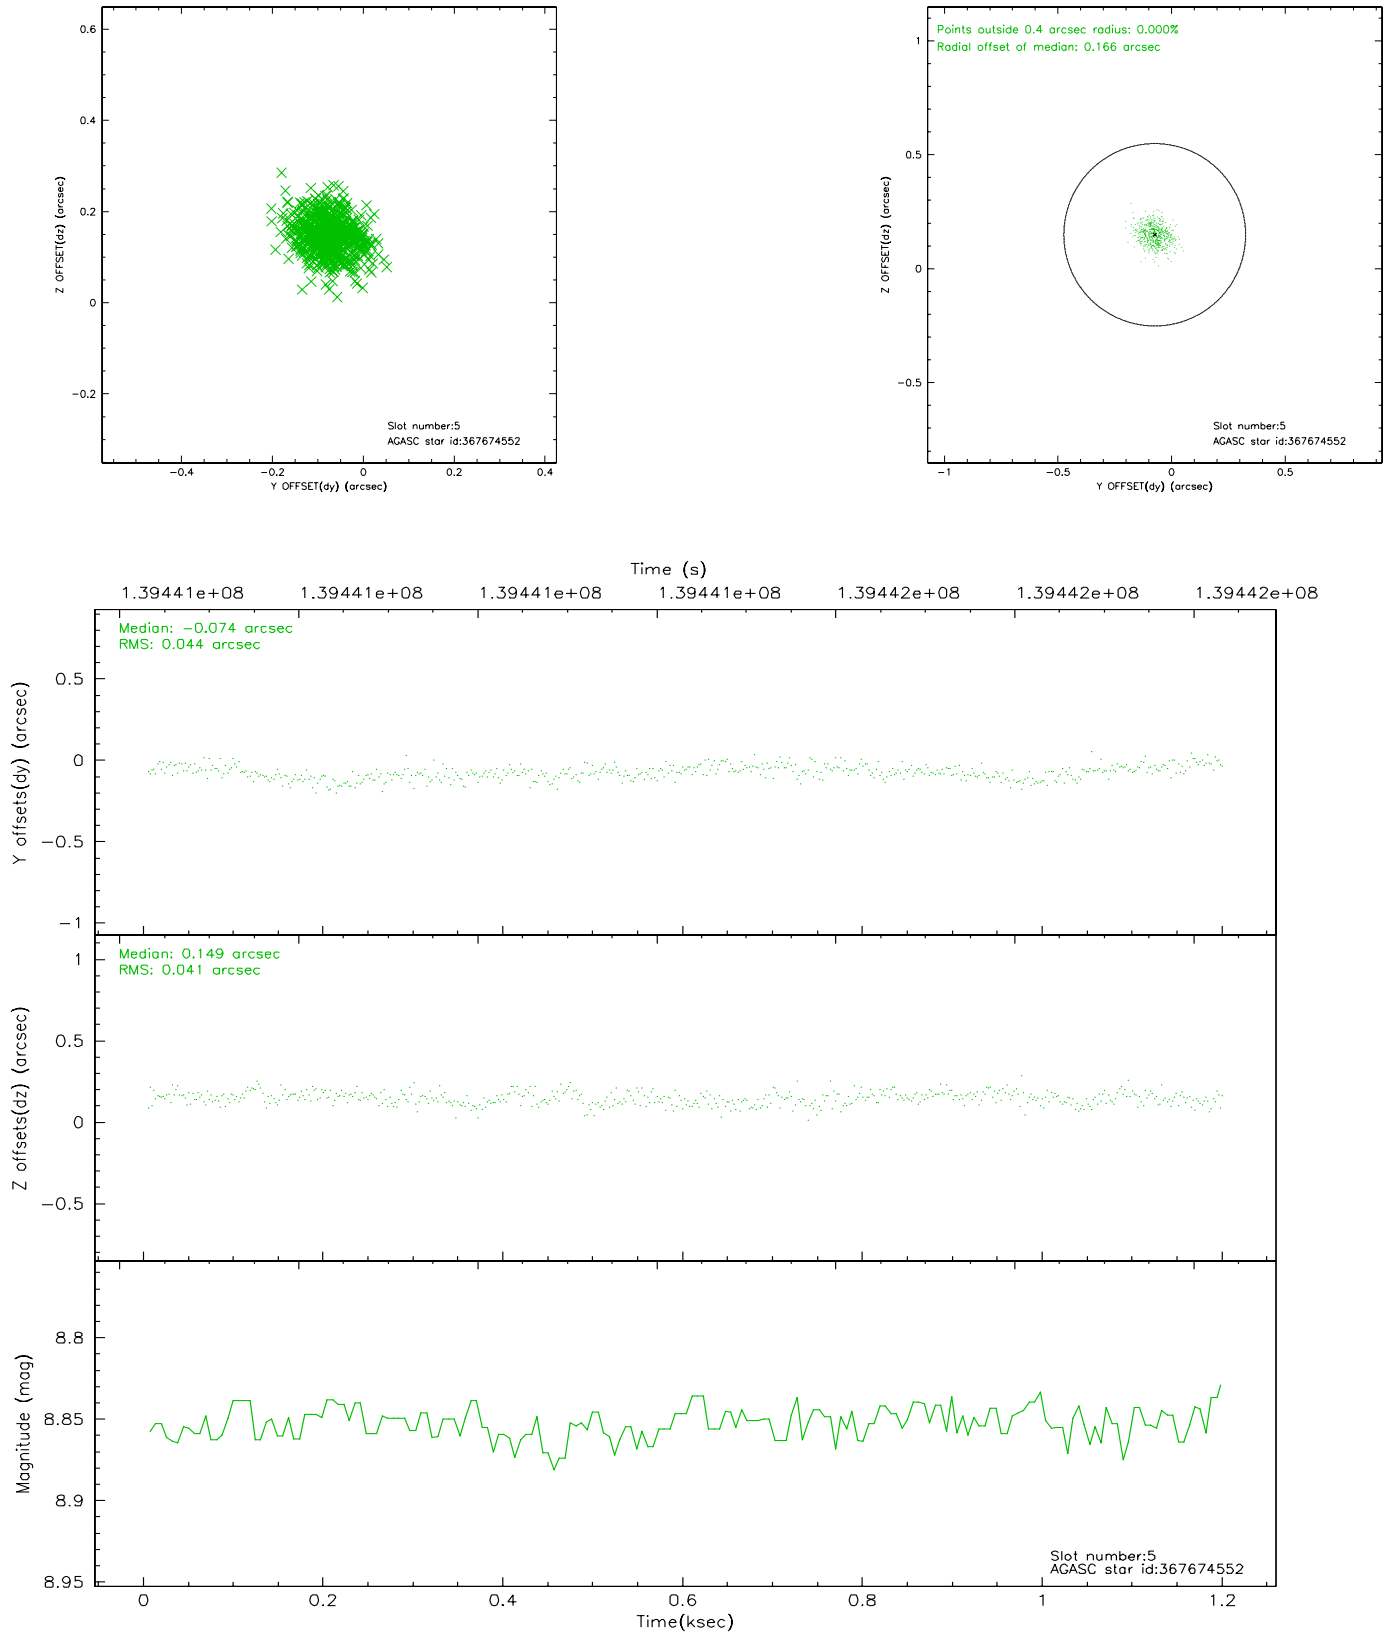 0.6
0.4
0.2
0
−0.2
Z OFFSET(dz) (arcsec)
Slot number:5
AGASC star id:367674552
−0.4 −0.2 0 0.2 0.4
Y OFFSET(dy) (arcsec)
Points outside 0.4 arcsec radius: 0.000%
Radial offset of median: 0.166 arcsec
1
0.5
0
−0.5
Z OFFSET(dz) (arcsec)
Slot number:5
AGASC star id:367674552
−1 −0.5 0 0.5
Y OFFSET(dy) (arcsec)
Time (s)
1.39441e+08 1.39441e+08 1.39441e+08 1.39441e+08 1.39442e+08 1.39442e+08 1.39442e+08
Median: −0.074 arcsec
RMS: 0.044 arcsec
0.5
0
−0.5
−1
Y offsets(dy) (arcsec)
Median: 0.149 arcsec
RMS: 0.041 arcsec
1
0.5
0
−0.5
Z offsets(dz) (arcsec)
8.8
8.85
8.9
8.95
Magnitude (mag)
Slot number:5
AGASC star id:367674552
0 0.2 0.4 0.6 0.8 1 1.2
Time(ksec)